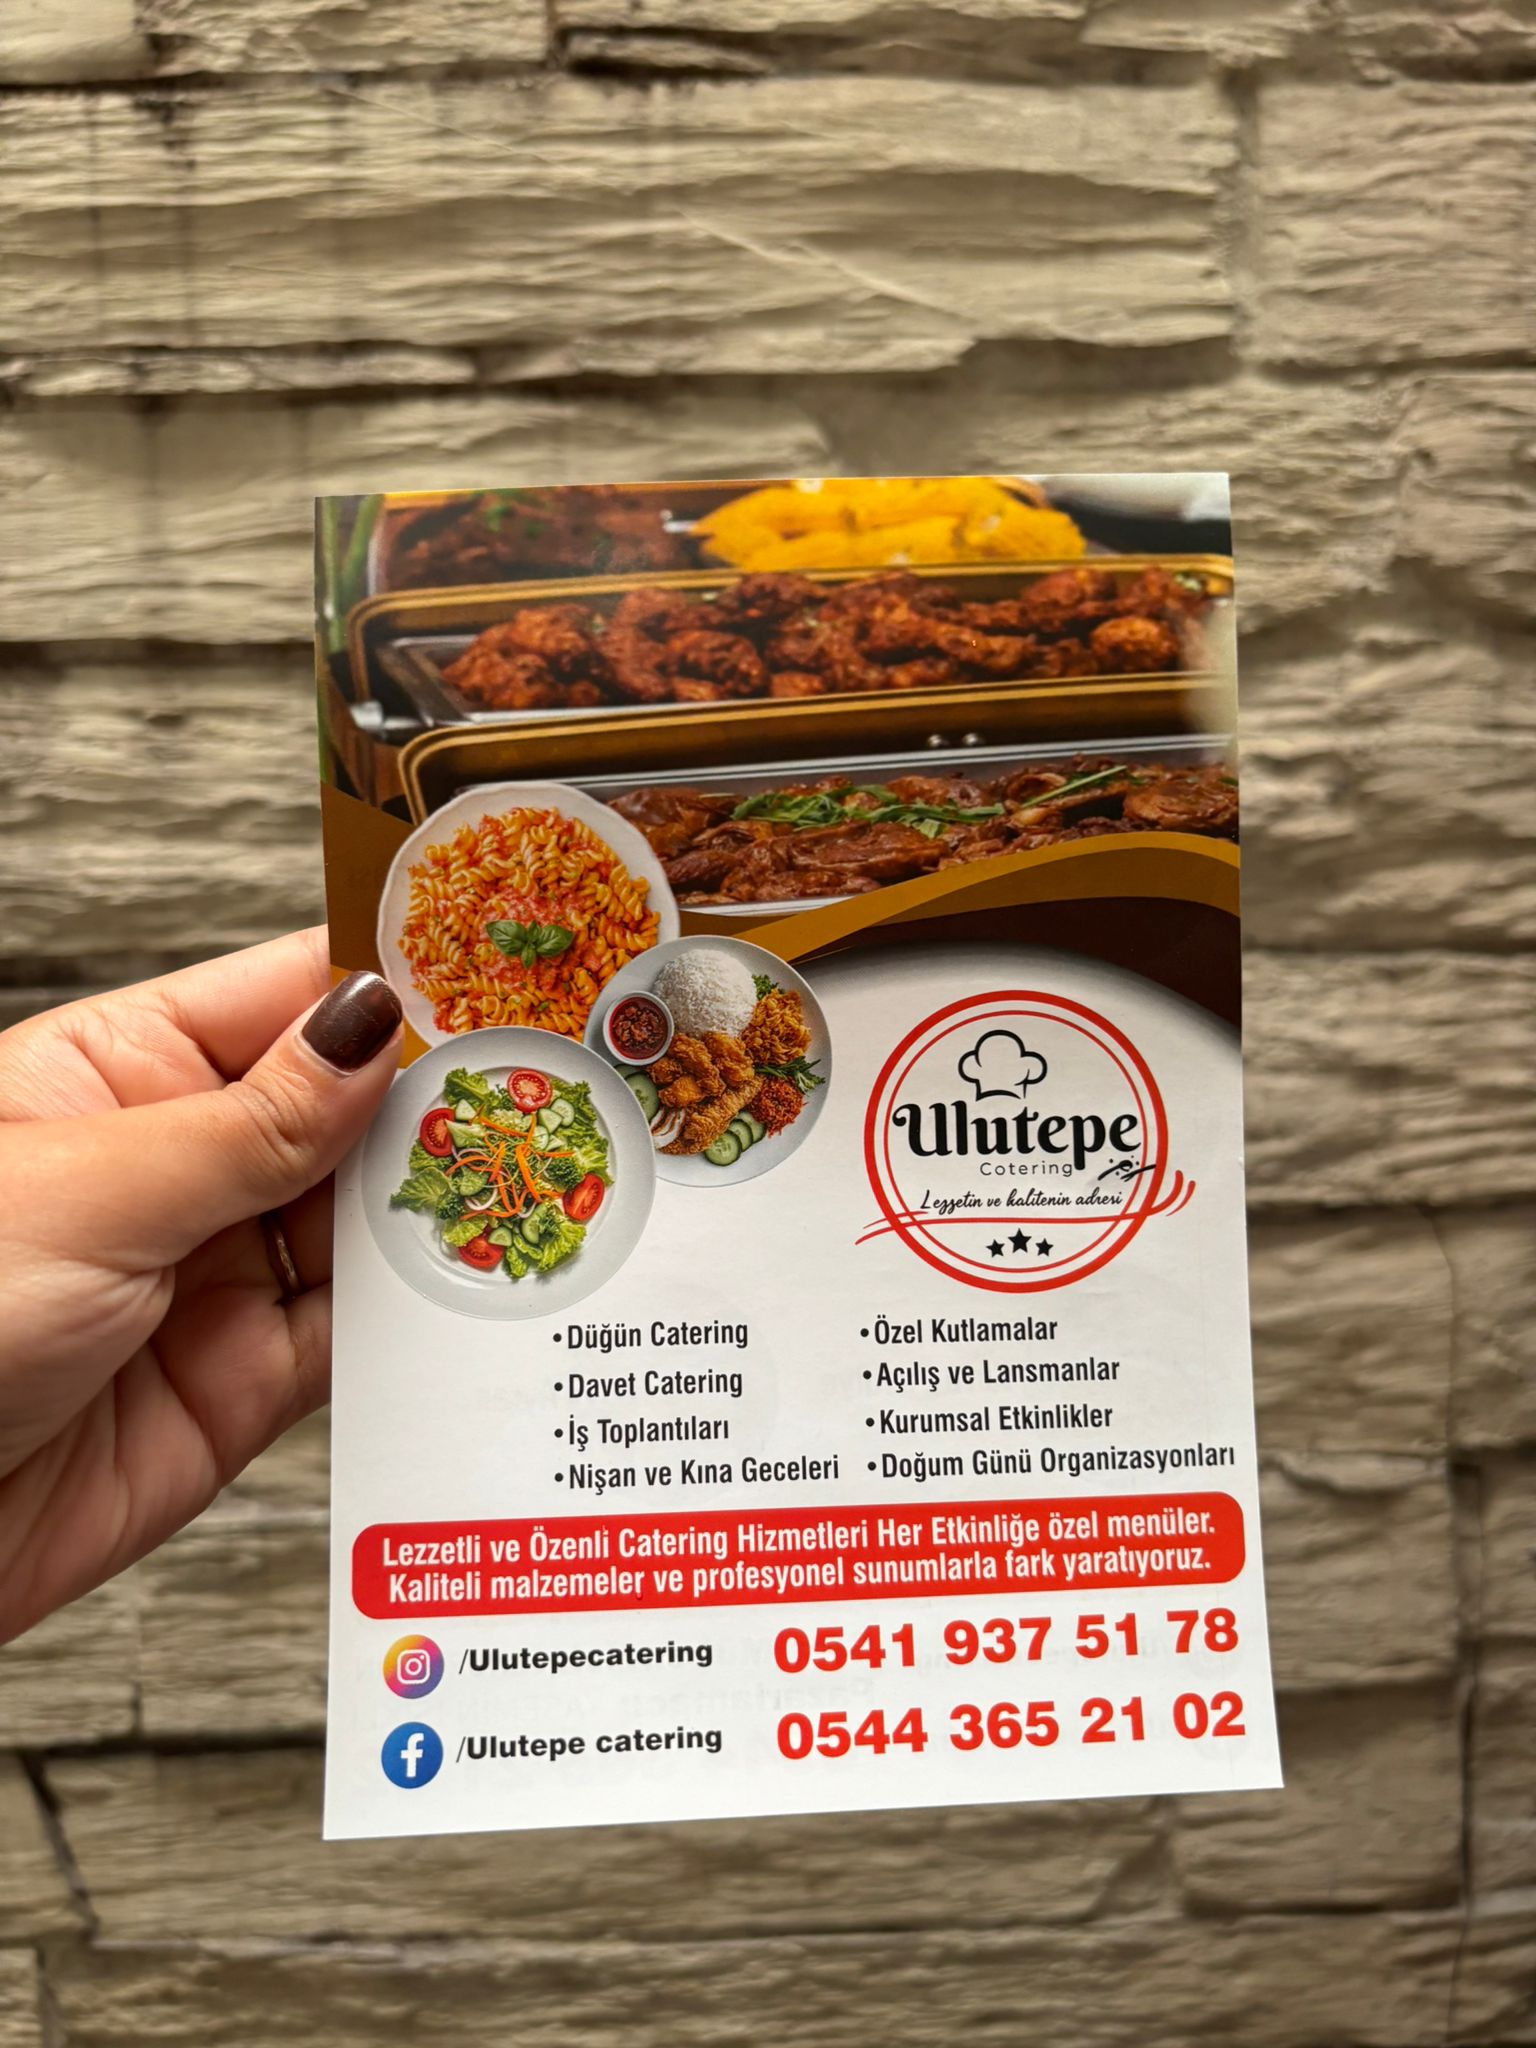 Ulutepe
Cotering
Lezzetin ve kalitenin adresi
• Düğün Catering
• Davet Catering
• İş Toplantıları
• Nişan ve Kına Geceleri
• Özel Kutlamalar
• Açılış ve Lansmanlar
• Kurumsal Etkinlikler
• Doğum Günü Organizasyonları
Lezzetli ve Özenli Catering Hizmetleri Her Etkinliğe özel menüler.
Kaliteli malzemeler ve profesyonel sunumlarla fark yaratıyoruz.
/Ulutepecatering
0541 937 51 78
/Ulutepe catering
0544 365 21 02